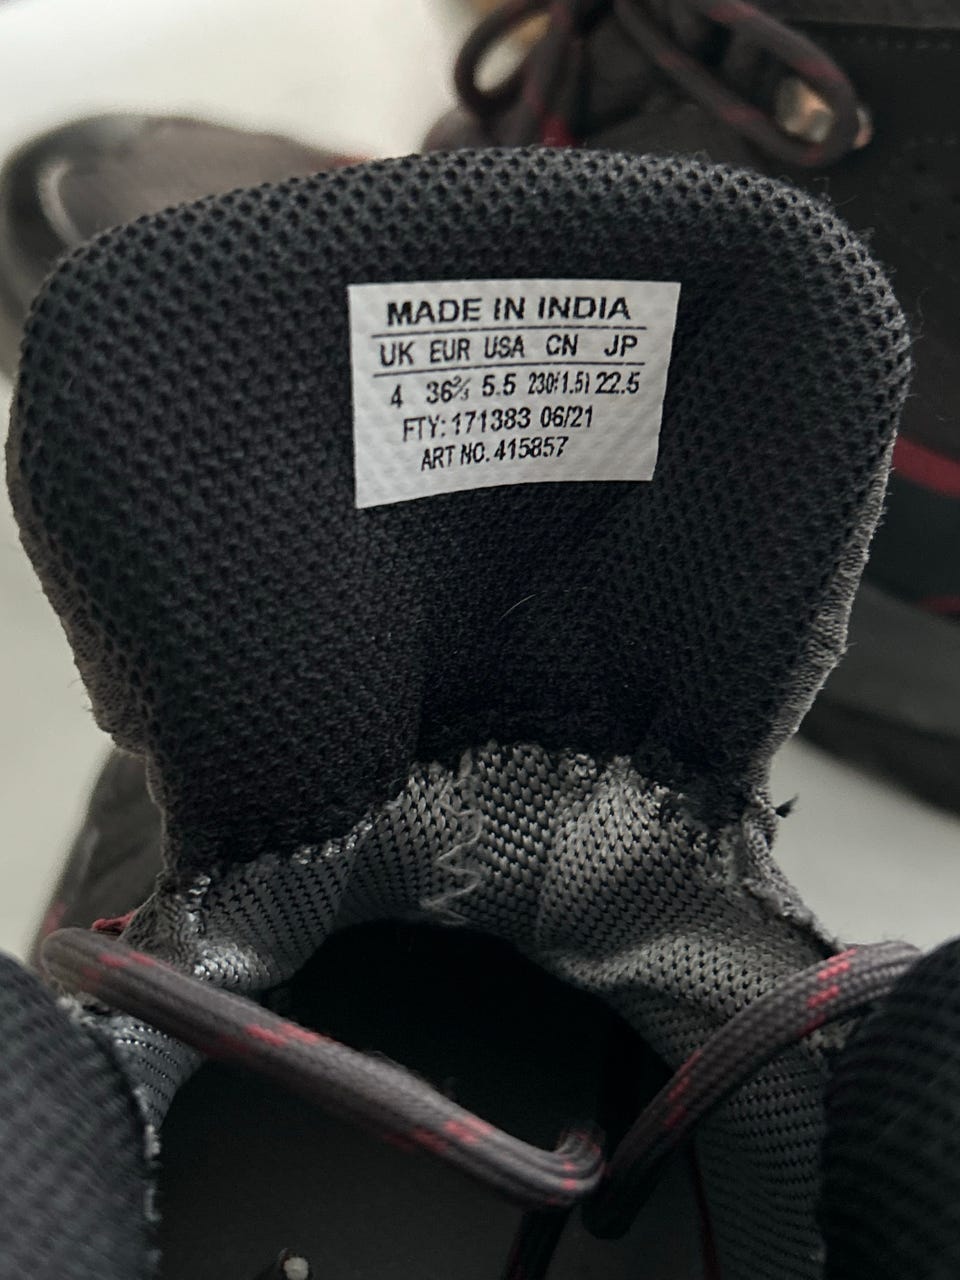 MADE IN INDIA
UK EUR USA CN JP
4 36⅔ 5.5 230(1.5) 22.5
FTY: 171383 06/21
ART NO. 415857